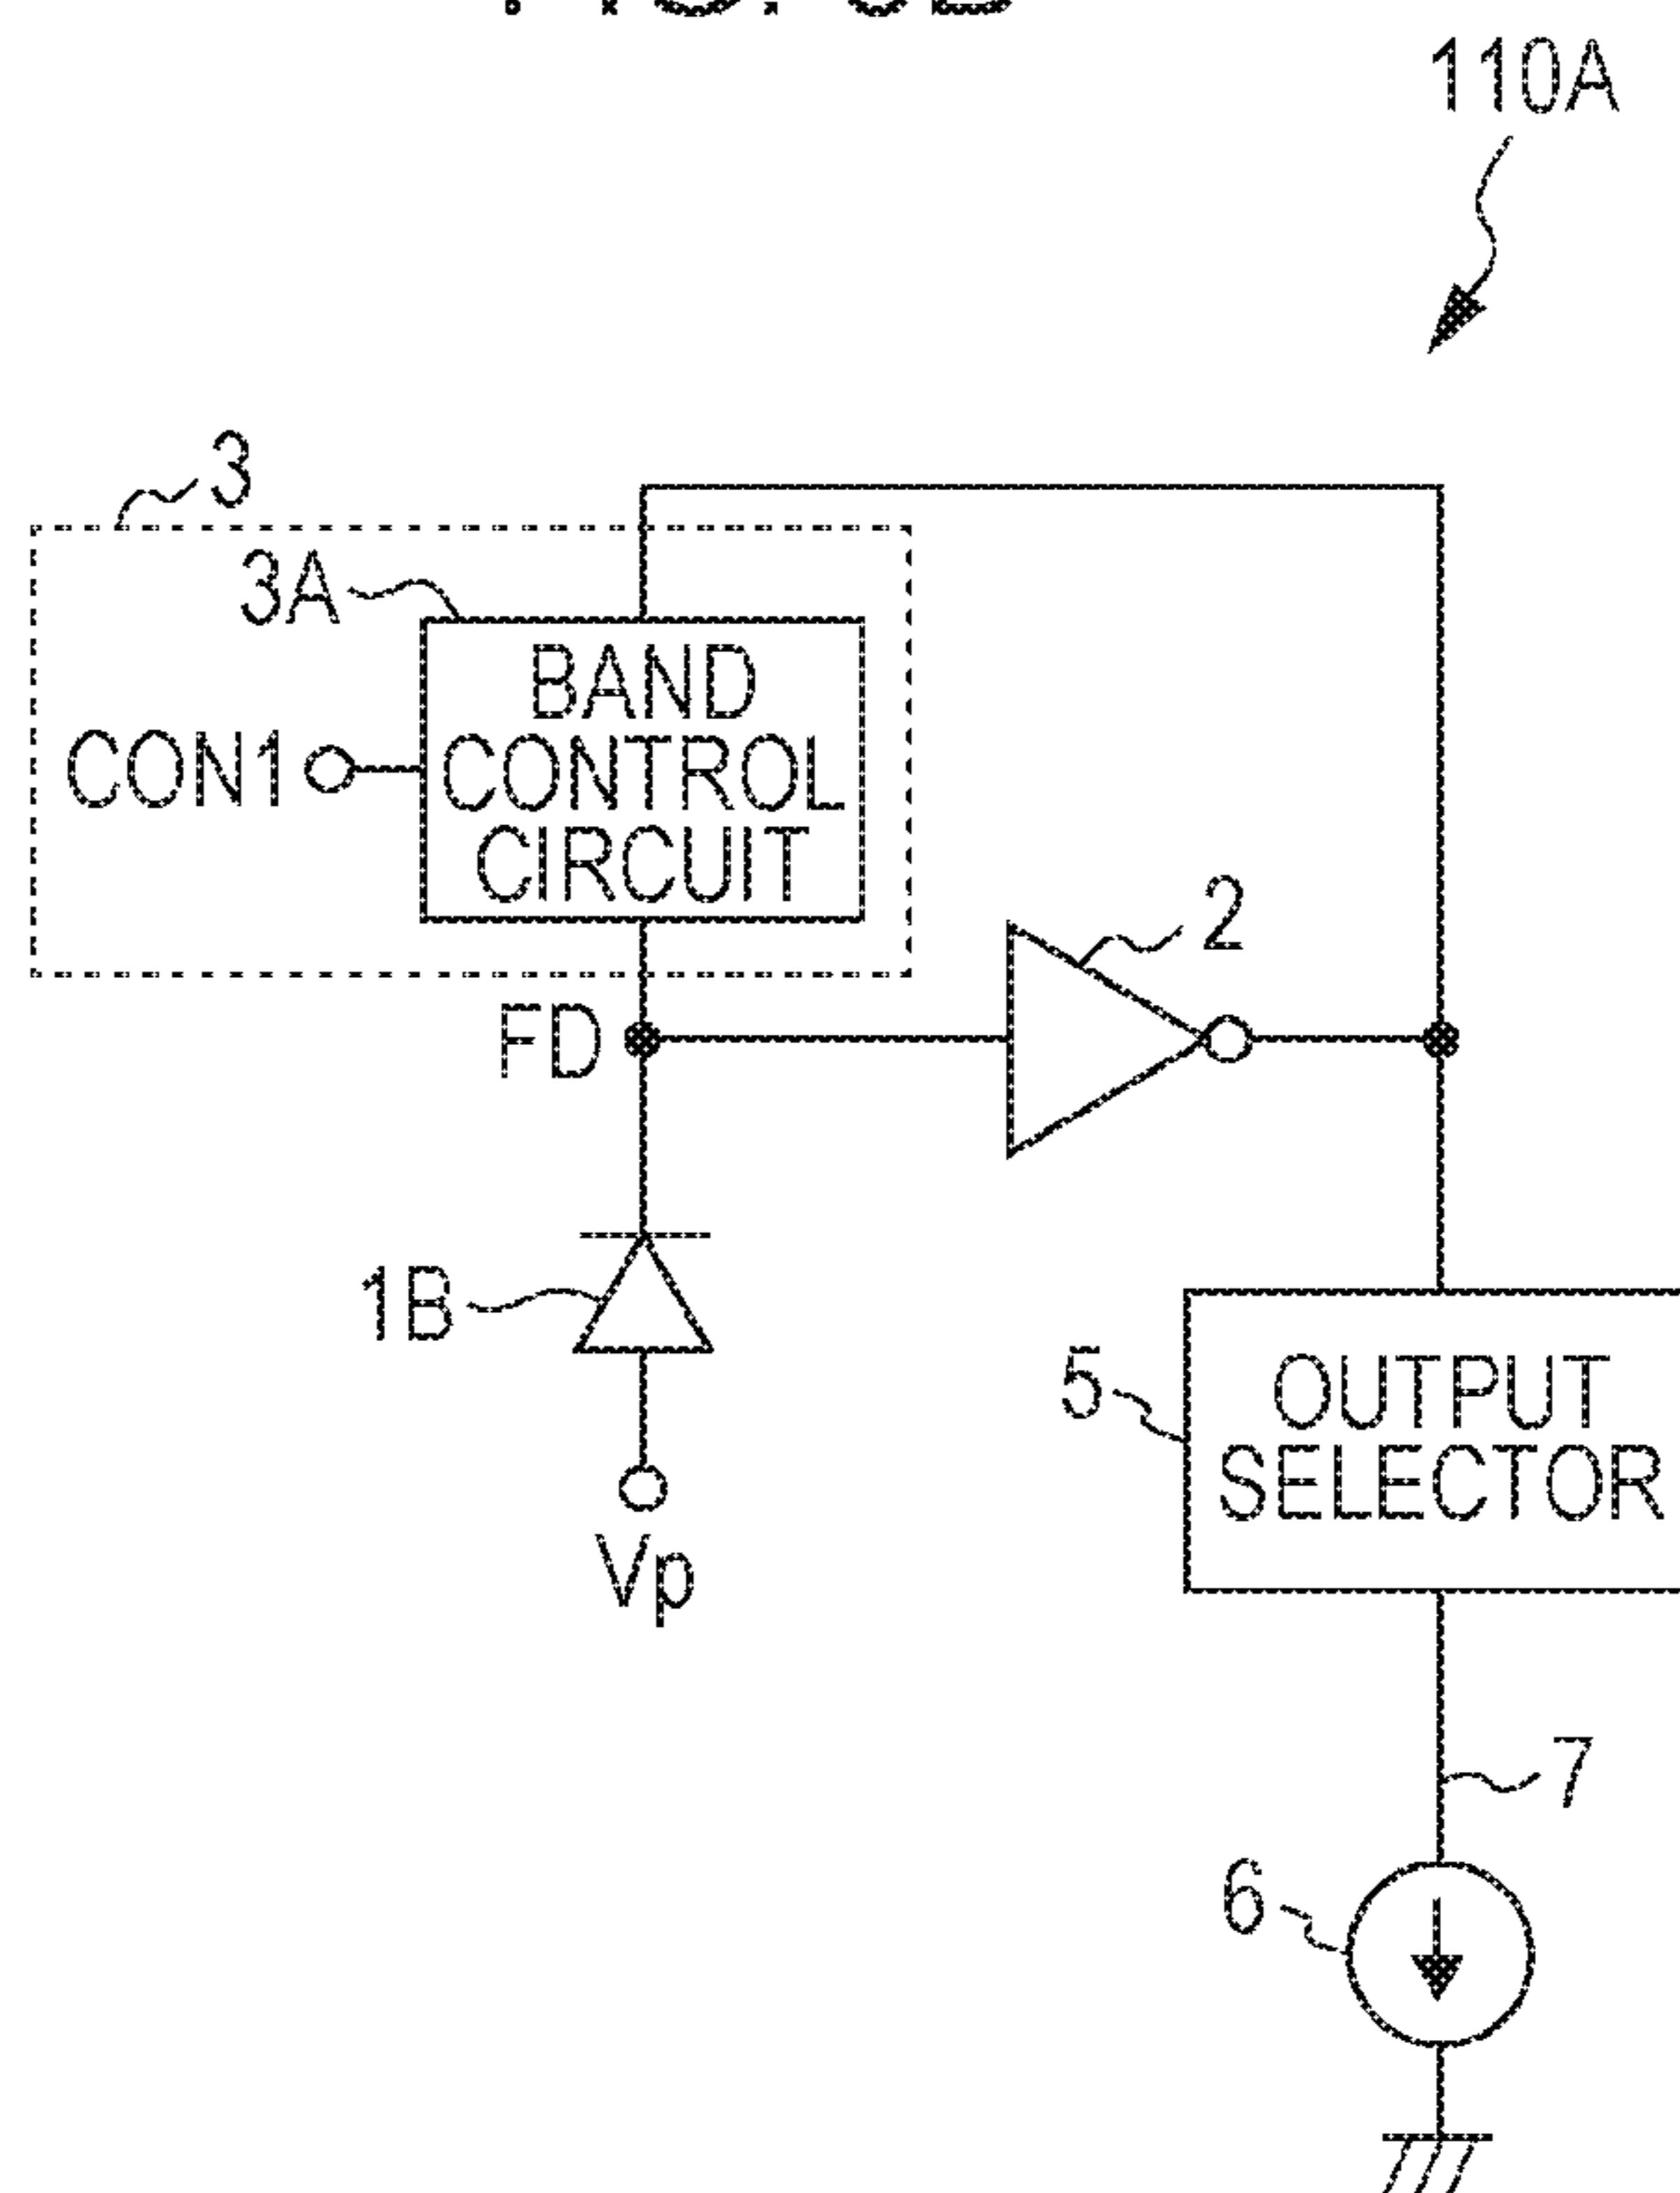 110A
3
3A
BAND
CONTROL
CIRCUIT
CON1
2
FD
1B
5
OUTPUT
SELECTOR
Vp
7
6